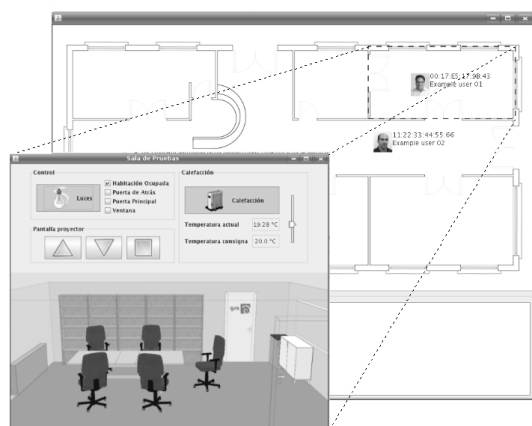 00:17:E5:17:9B:43
Example user 01
11:22:33:44:55:66
Example user 02
Sala de Pruebas
Control
Luces
Habitación Ocupada
Puerta de Atrás
Puerta Principal
Ventana
Pantalla proyector
Calefacción
Calefacción
Temperatura actual
19.28 °C
Temperatura consigna
20.0 °C